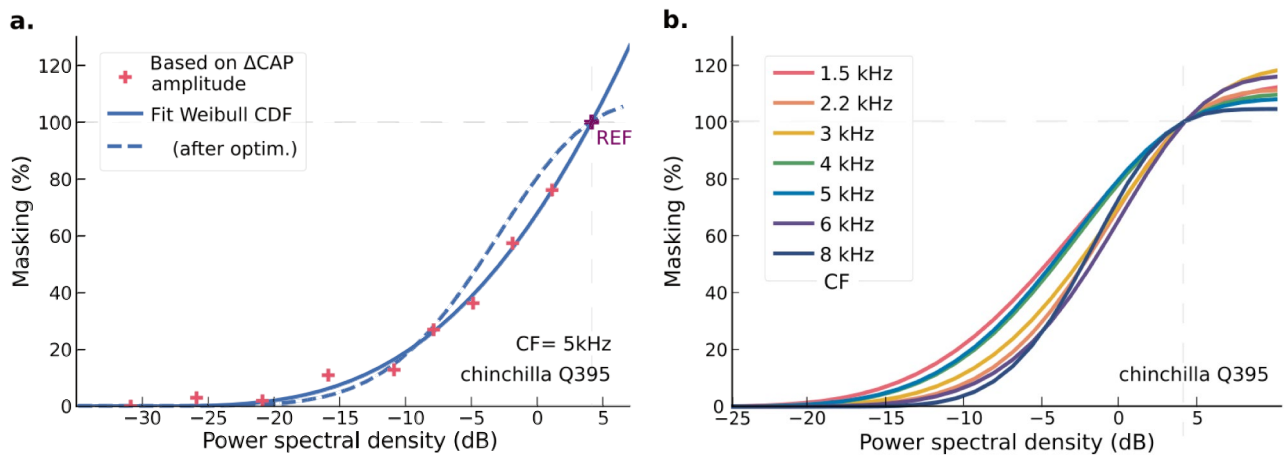 a.
Masking (%)
120
100
80
60
40
20
0
Based on ΔCAP
amplitude
Fit Weibull CDF
(after optim.)
REF
CF= 5kHz
chinchilla Q395
−30
−25
−20
−15
−10
−5
0
5
Power spectral density (dB)
b.
Masking (%)
120
100
80
60
40
20
0
1.5 kHz
2.2 kHz
3 kHz
4 kHz
5 kHz
6 kHz
8 kHz
CF
chinchilla Q395
−25
−20
−15
−10
−5
0
5
Power spectral density (dB)